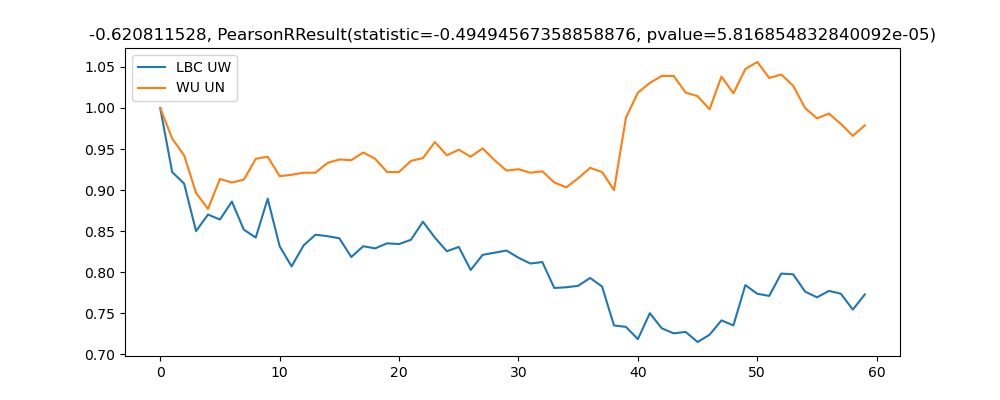 -0.620811528, PearsonRResult(statistic=-0.49494567358858876, pvalue=5.816854832840092e-05)
LBC UW
WU UN
1.05
1.00
0.95
0.90
0.85
0.80
0.75
0.70
0 10 20 30 40 50 60